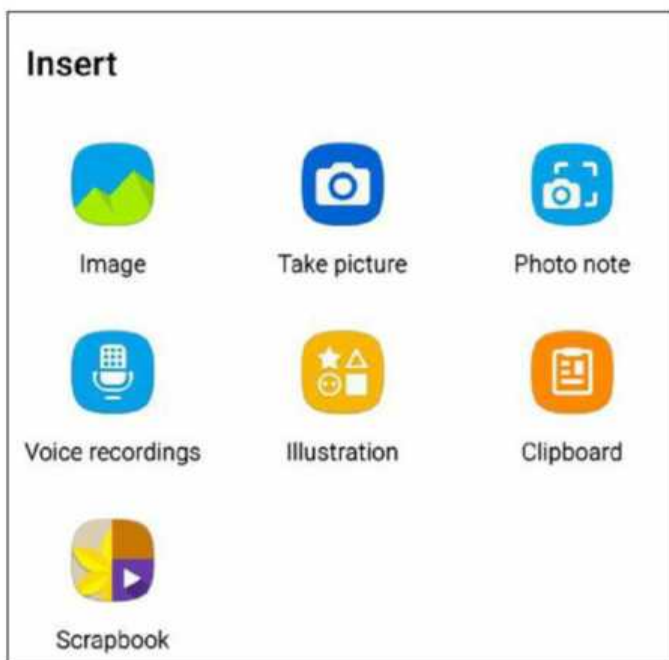 Insert
Image
Take picture
Photo note
Voice recordings
Illustration
Clipboard
Scrapbook